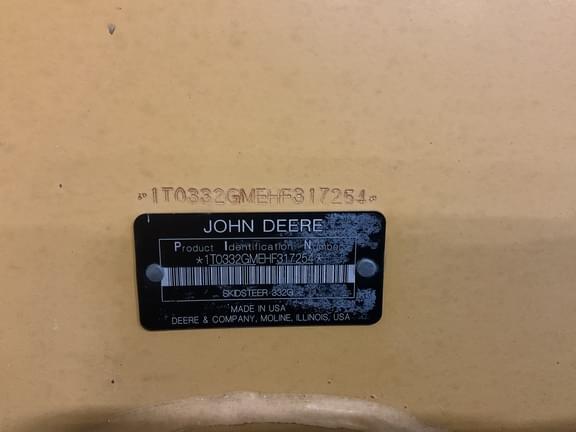 *1T0332GMEHF317254*
JOHN DEERE
Product Identification Number
*1T0332GMEHF317254*
SKIDSTEER-332G
MADE IN USA
DEERE & COMPANY, MOLINE, ILLINOIS, USA